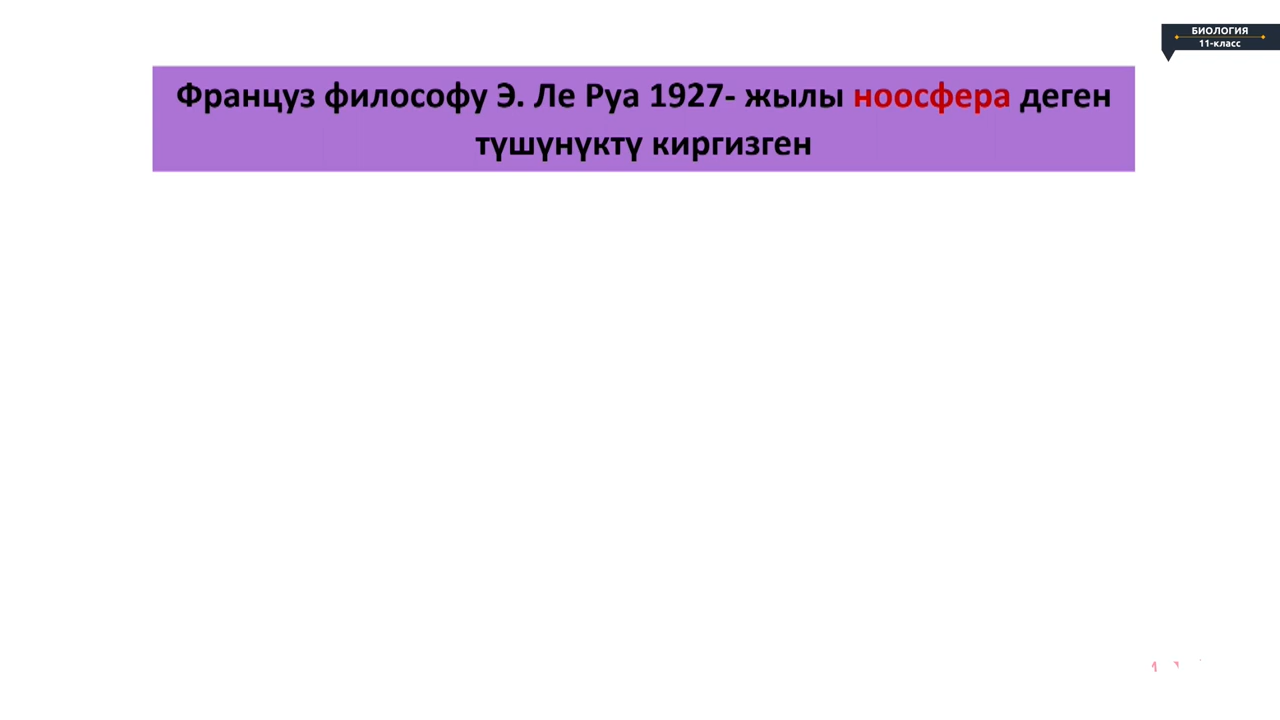 БИОЛОГИЯ
11-класс
Француз философу Э. Ле Руа 1927- жылы ноосфера деген
түшүнүктү киргизген